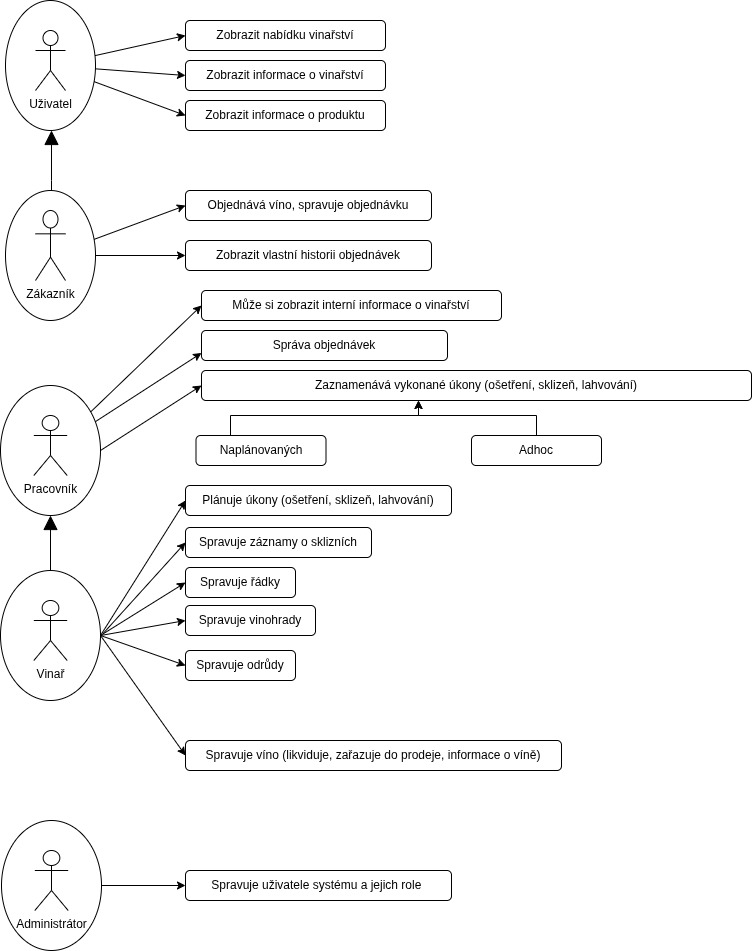 Uživatel
Zobrazit nabídku vinařství
Zobrazit informace o vinařství
Zobrazit informace o produktu
Zákazník
Objednává víno, spravuje objednávku
Zobrazit vlastní historii objednávek
Pracovník
Může si zobrazit interní informace o vinařství
Správa objednávek
Zaznamenává vykonané úkony (ošetření, sklizeň, lahvování)
Naplánovaných
Adhoc
Vinař
Plánuje úkony (ošetření, sklizeň, lahvování)
Spravuje záznamy o sklizních
Spravuje řádky
Spravuje vinohrady
Spravuje odrůdy
Spravuje víno (likviduje, zařazuje do prodeje, informace o víně)
Administrátor
Spravuje uživatele systému a jejich role